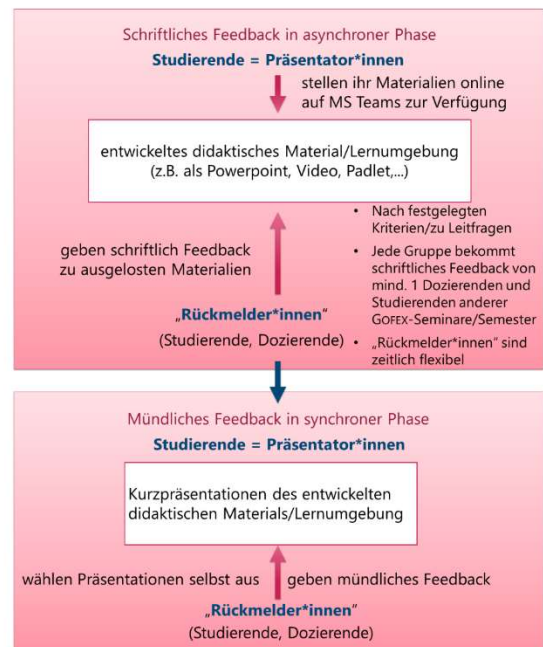 Schriftliches Feedback in asynchroner Phase
Studierende = Präsentator*innen
stellen ihr Materialien online
auf MS Teams zur Verfügung
entwickeltes didaktisches Material/Lernumgebung
(z.B. als Powerpoint, Video, Padlet,...)
geben schriftlich Feedback
zu ausgelosten Materialien
• Nach festgelegten
Kriterien/zu Leitfragen
• Jede Gruppe bekommt
schriftliches Feedback von
mind. 1 Dozierenden und
Studierenden anderer
GOFEX-Seminare/Semester
• „Rückmelder*innen" sind
zeitlich flexibel
„Rückmelder*innen"
(Studierende, Dozierende)
Mündliches Feedback in synchroner Phase
Studierende = Präsentator*innen
Kurzpräsentationen des entwickelten
didaktischen Materials/Lernumgebung
wählen Präsentationen selbst aus
geben mündliches Feedback
„Rückmelder*innen"
(Studierende, Dozierende)